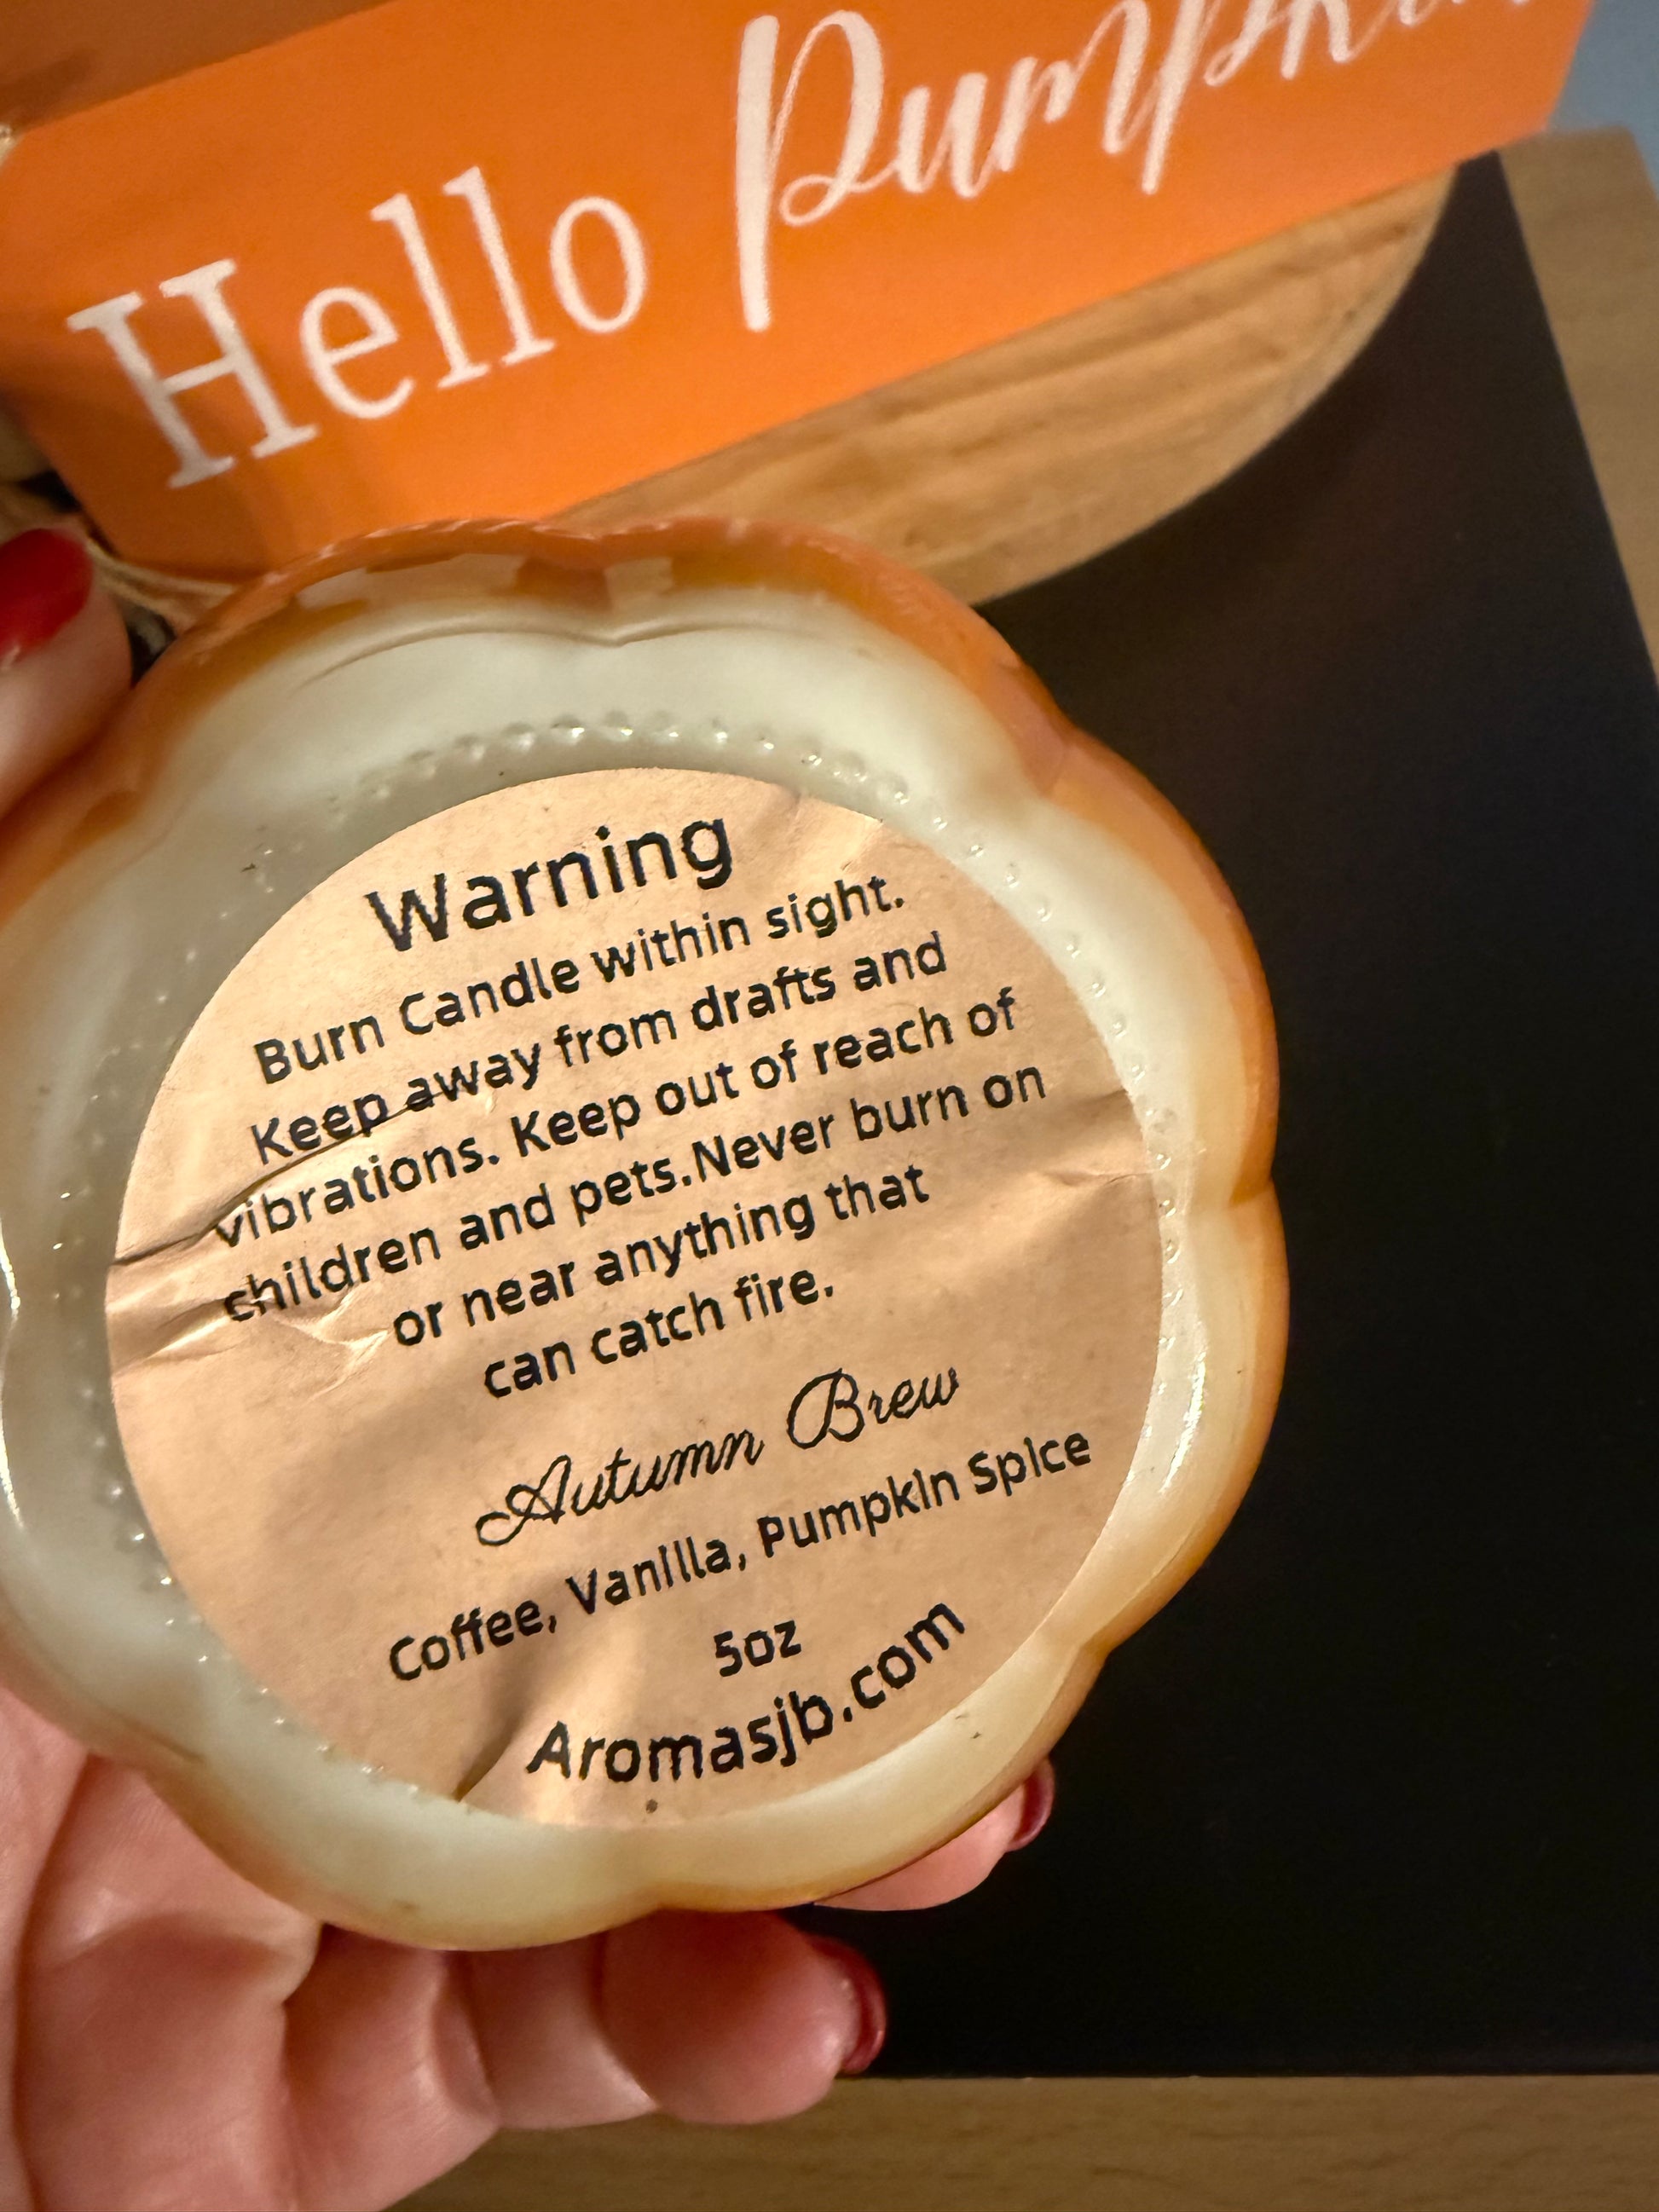 Hello Pumpkin
Warning
Burn Candle within sight.
Keep away from drafts and
vibrations. Keep out of reach of
children and pets.Never burn on
or near anything that
can catch fire.
Autumn Brew
Coffee, Vanilla, Pumpkin Spice
5oz
Aromasjb.com